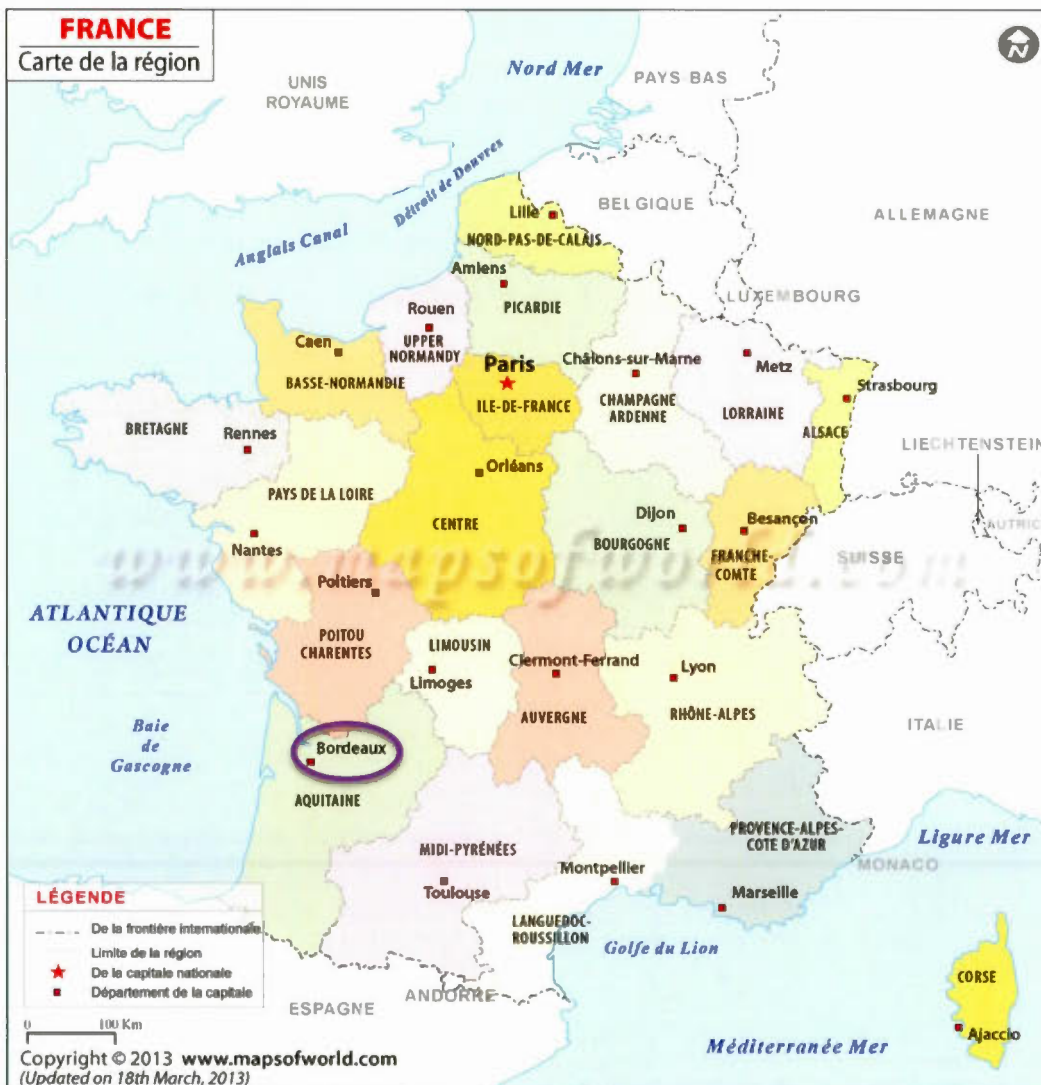 FRANCE
Carte de la région
UNIS
ROYAUME
Nord Mer
PAYS BAS
Détroit de Douvres
Anglais Canal
BELGIQUE
ALLEMAGNE
Lille
NORD-PAS-DE-CALAIS
Amiens
PICARDIE
LUXEMBOURG
Rouen
UPPER
NORMANDY
Caen
BASSE-NORMANDIE
Paris
ILE-DE-FRANCE
Châlons-sur-Marne
CHAMPAGNE
ARDENNE
Metz
LORRAINE
Strasbourg
ALSACE
BRETAGNE
Rennes
PAYS DE LA LOIRE
Nantes
Orléans
CENTRE
Dijon
BOURGOGNE
Besançon
FRANCHE-
COMTE
LIECHTENSTEIN
AUTRIC
SUISSE
www.mapsofworld.com
ATLANTIQUE
OCÉAN
Poitiers
POITOU
CHARENTES
LIMOUSIN
Limoges
Clermont-Ferrand
AUVERGNE
Lyon
RHÔNE-ALPES
ITALIE
Baie
de
Gascogne
Bordeaux
AQUITAINE
MIDI-PYRÉNÉES
Toulouse
Montpellier
LANGUEDOC-
ROUSSILLON
PROVENCE-ALPES-
COTE D'AZUR
Marseille
MONACO
Ligure Mer
Golfe du Lion
CORSE
Ajaccio
Méditerranée Mer
ESPAGNE
ANDORRE
LÉGENDE
De la frontière internationale
Limite de la région
De la capitale nationale
Département de la capitale
0 100 Km
Copyright © 2013 www.mapsofworld.com
(Updated on 18th March, 2013)
N